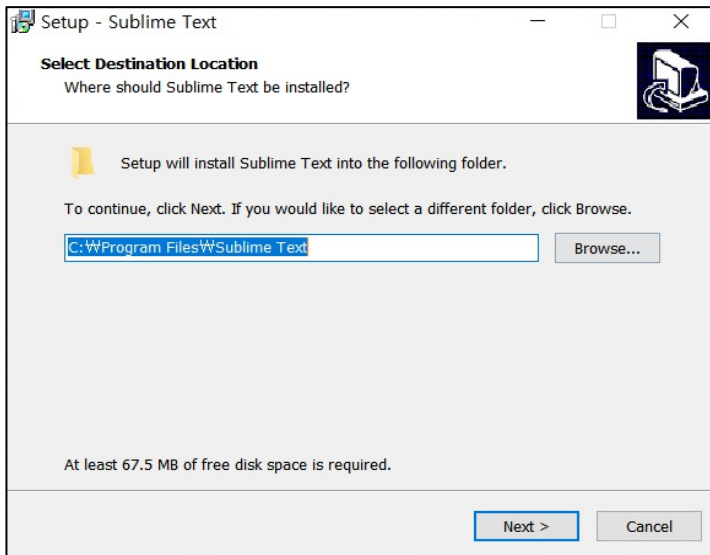 Setup - Sublime Text
Select Destination Location
Where should Sublime Text be installed?
Setup will install Sublime Text into the following folder.
To continue, click Next. If you would like to select a different folder, click Browse.
C:₩Program Files₩Sublime Text
Browse...
At least 67.5 MB of free disk space is required.
Next >
Cancel